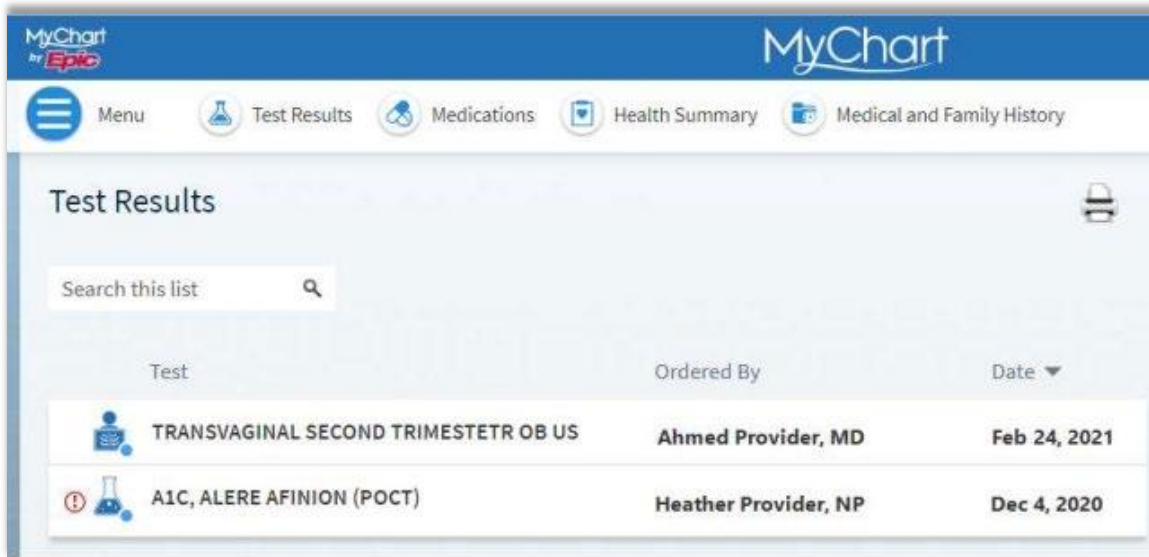 MyChart
by Epic
MyChart
Menu Test Results Medications Health Summary Medical and Family History
Test Results
Search this list
Test Ordered By Date
TRANSVAGINAL SECOND TRIMESTETR OB US Ahmed Provider, MD Feb 24, 2021
A1C, ALERE AFINION (POCT) Heather Provider, NP Dec 4, 2020